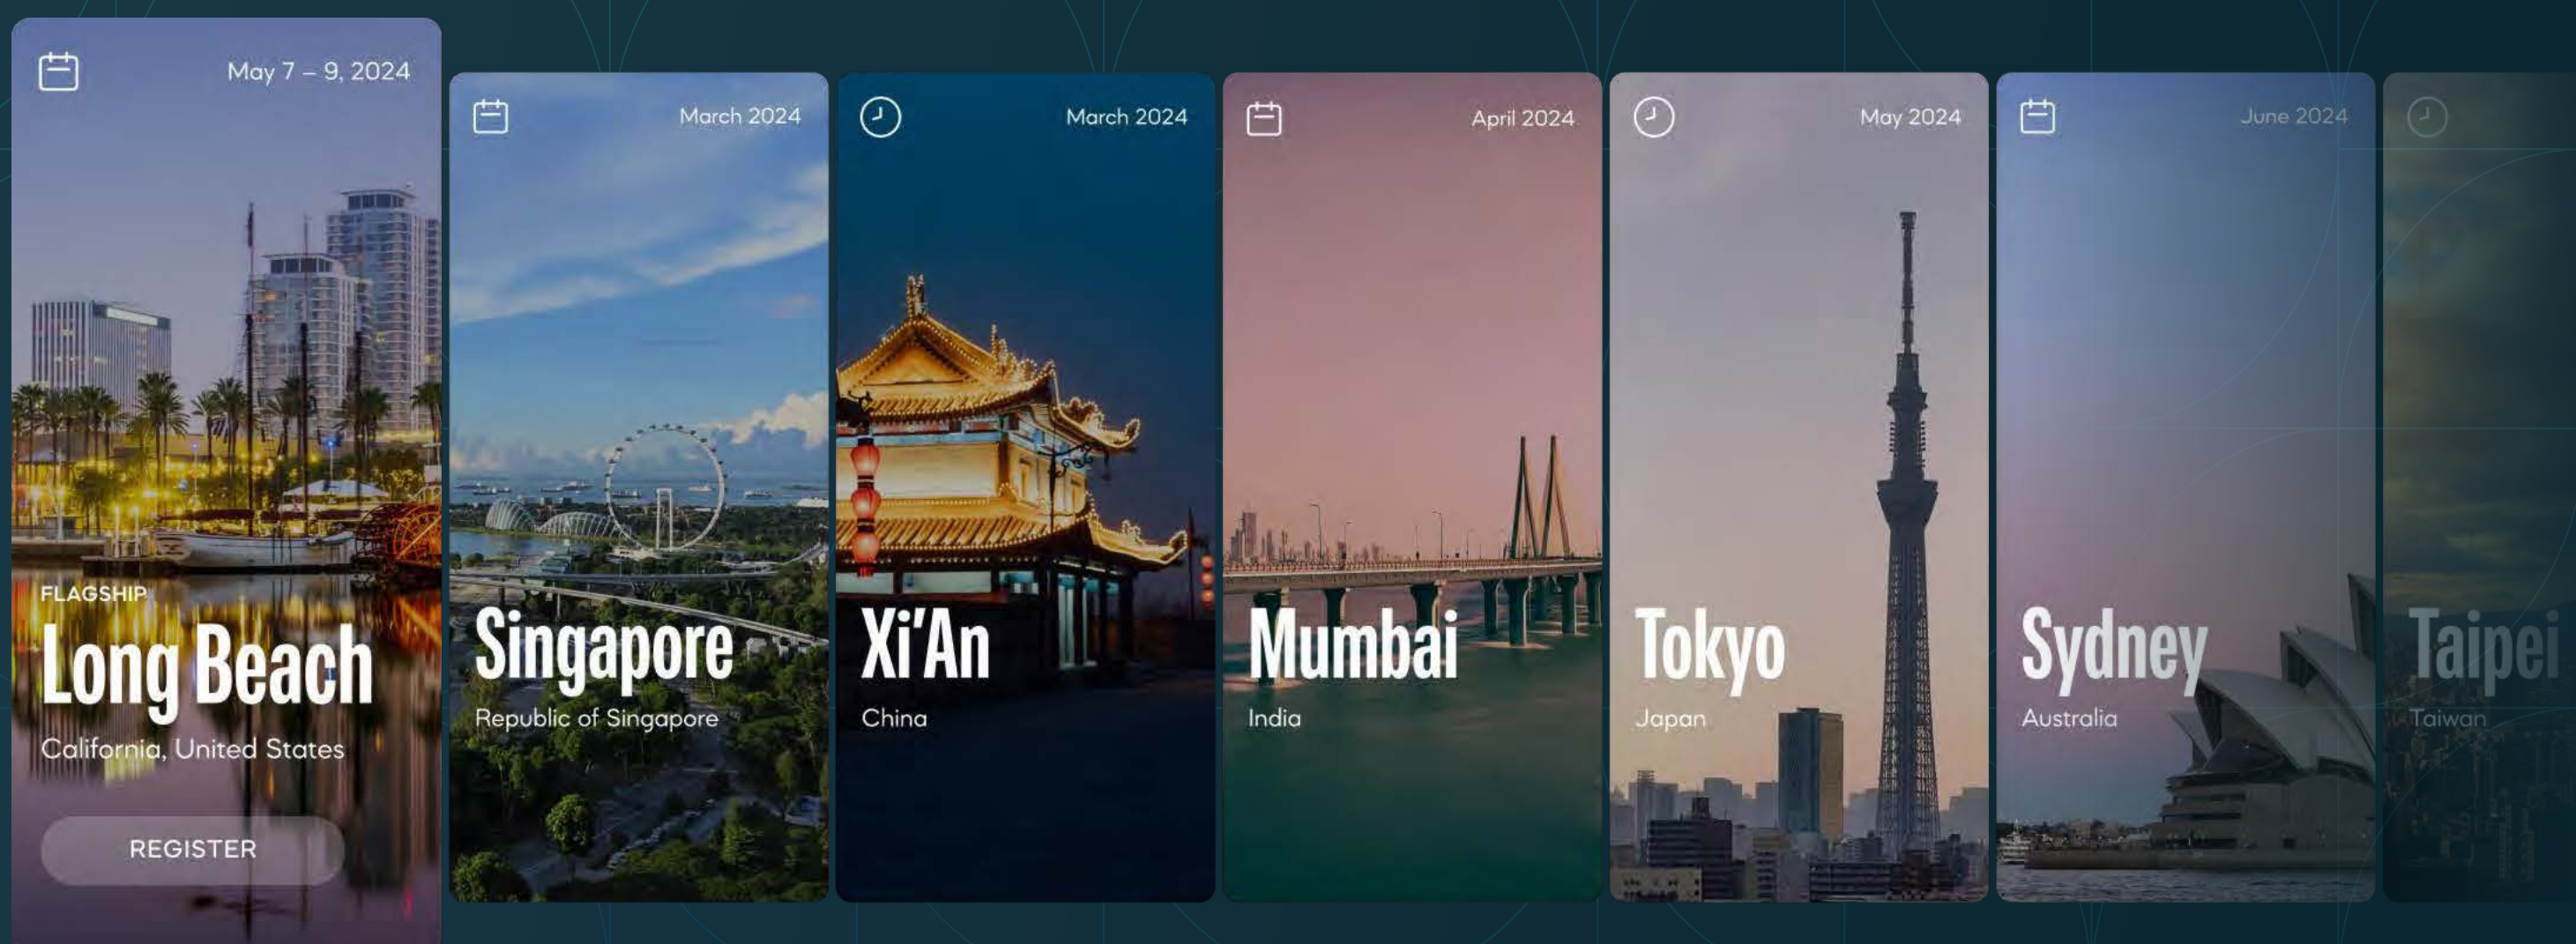 May 7 – 9, 2024
FLAGSHIP
Long Beach
California, United States
REGISTER
March 2024
Singapore
Republic of Singapore
March 2024
Xi'An
China
April 2024
Mumbai
India
May 2024
Tokyo
Japan
June 2024
Sydney
Australia
Taipei
Taiwan